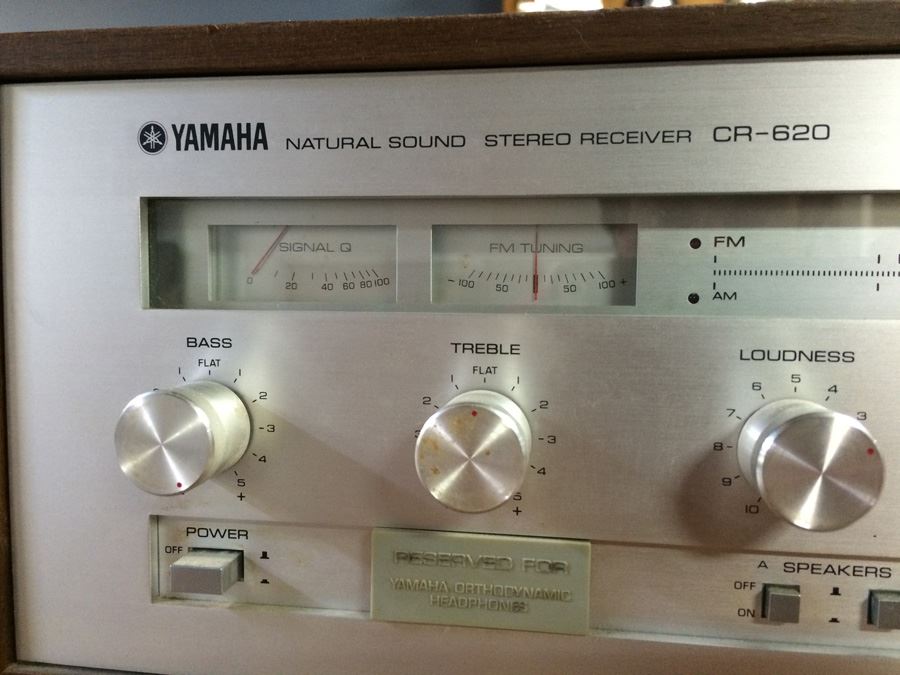 YAMAHA NATURAL SOUND STEREO RECEIVER CR-620
SIGNAL Q
0 20 40 60 80 100
FM TUNING
- 100 50 50 100 +
FM
AM
BASS
FLAT
2
3
4
5
+
TREBLE
FLAT
2 2
3
4
5
+
LOUDNESS
5
6 4
7 3
8
9
10
POWER
OFF
RESERVED FOR
YAMAHA ORTHODYNAMIC
HEADPHONES
A SPEAKERS
OFF
ON